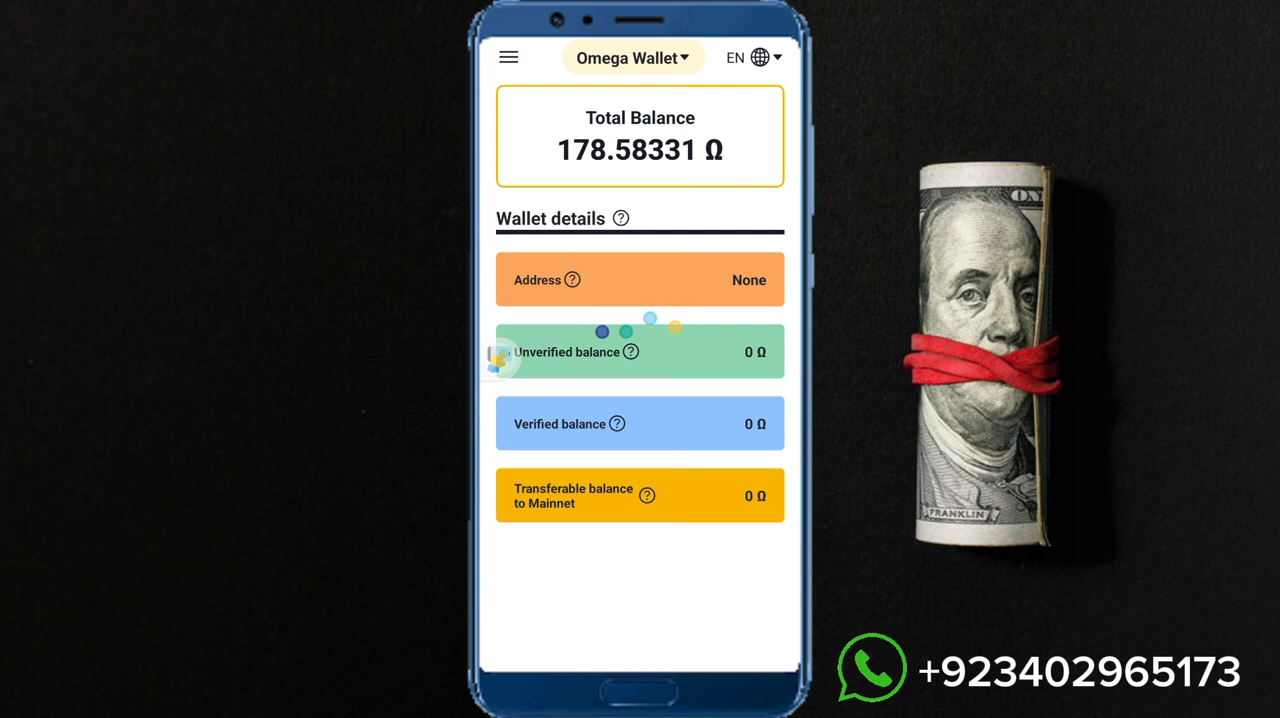 Omega Wallet
EN
Total Balance
178.58331 Ω
Wallet details ?
Address ? None
Unverified balance ? 0 Ω
Verified balance ? 0 Ω
Transferable balance
to Mainnet ? 0 Ω
ON
FRANKLIN
+923402965173